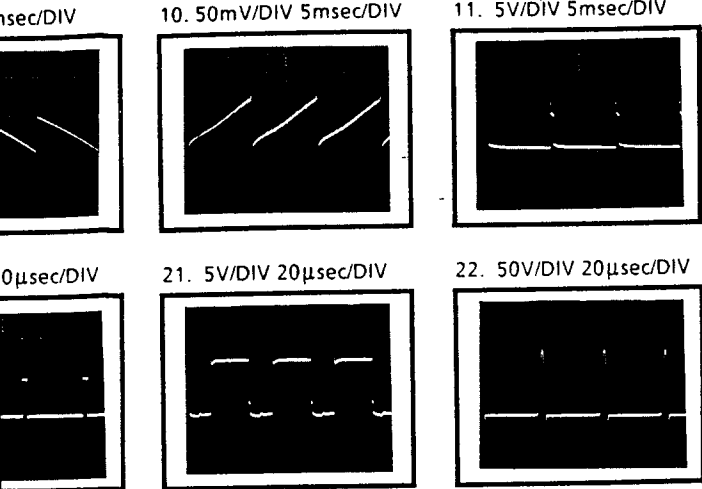 msec/DIV
10. 50mV/DIV 5msec/DIV
11. 5V/DIV 5msec/DIV
0μsec/DIV
21. 5V/DIV 20μsec/DIV
22. 50V/DIV 20μsec/DIV